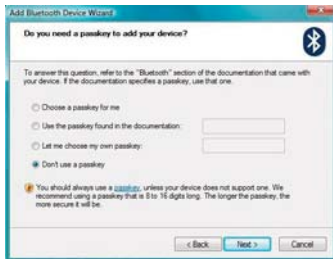 Add Bluetooth Device Wizard
Do you need a passkey to add your device?
To answer this question, refer to the "Bluetooth" section of the documentation that came with
your device. If the documentation specifies a passkey, use that one.
Choose a passkey for me
Use the passkey found in the documentation:
Let me choose my own passkey:
Don't use a passkey
You should always use a passkey, unless your device does not support one. We
recommend using a passkey that is 8 to 16 digits long. The longer the passkey, the
more secure it will be.
< Back
Next >
Cancel